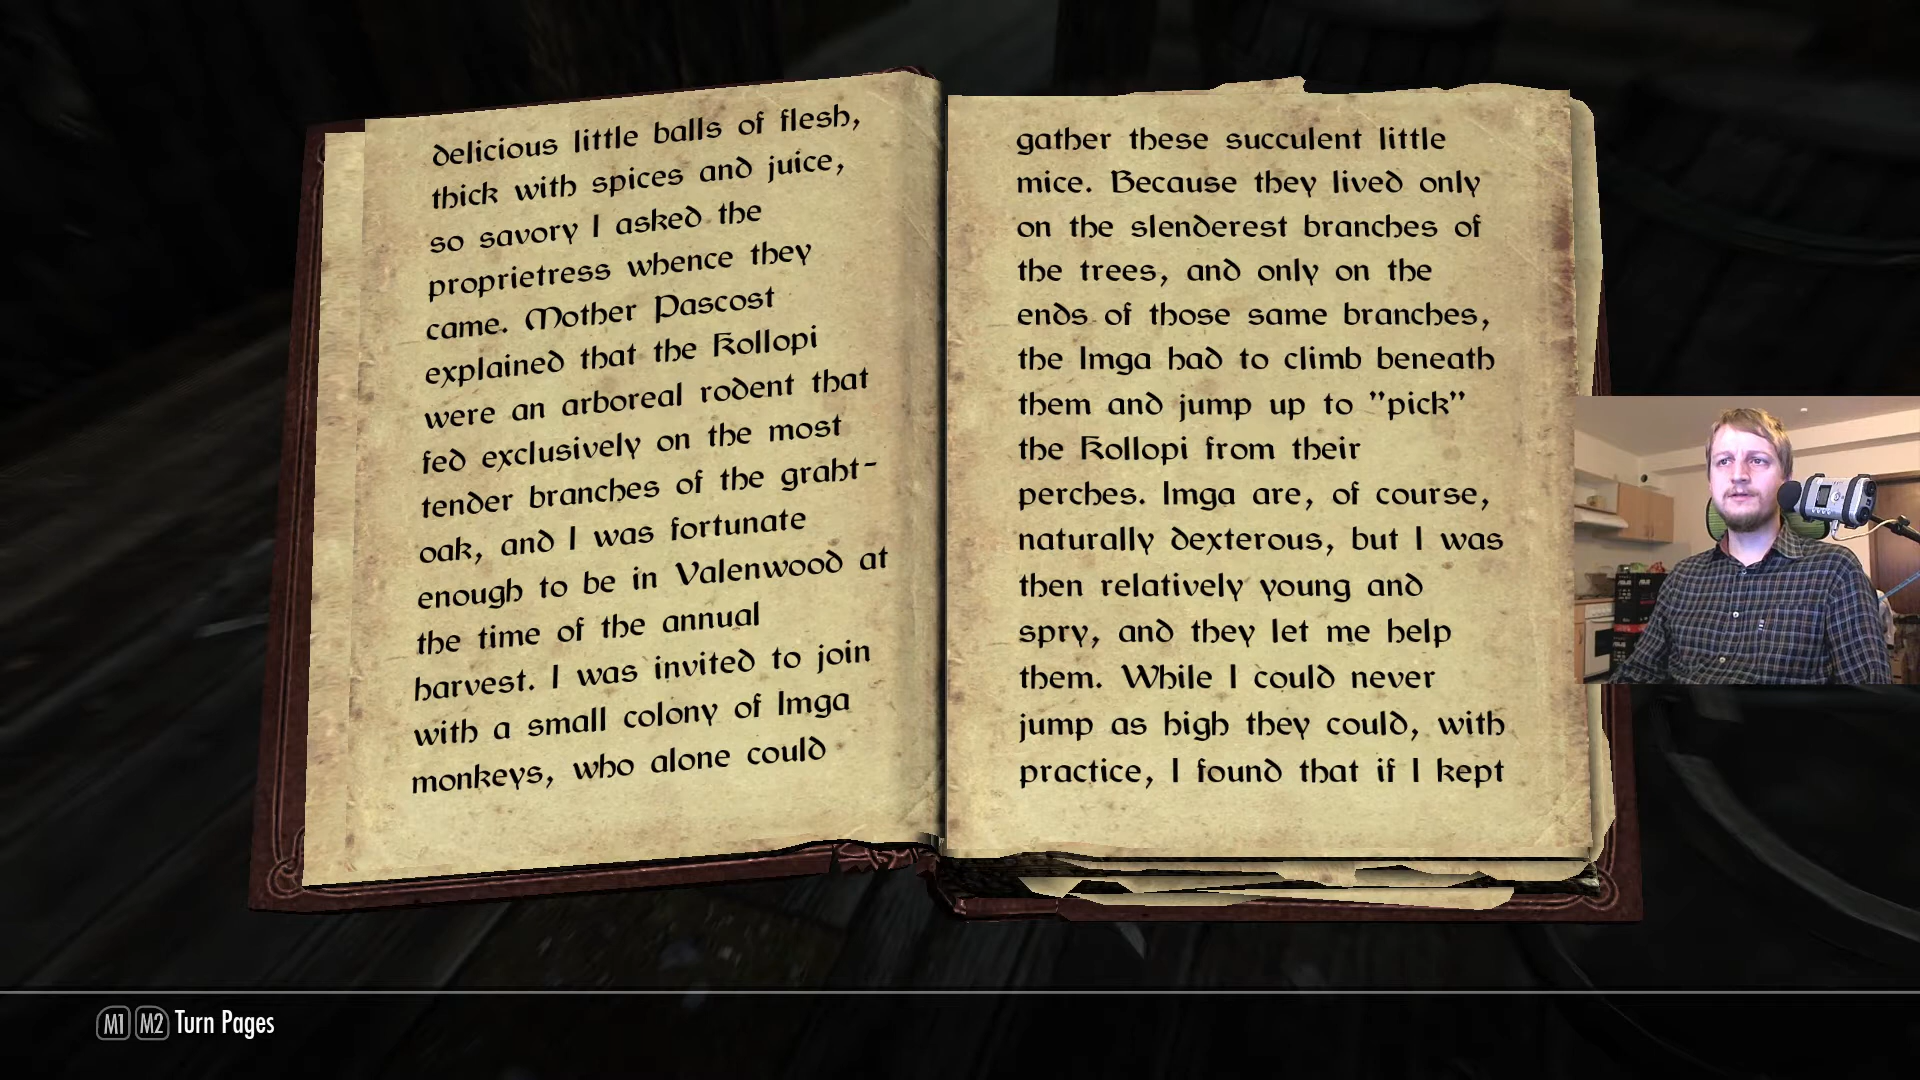 delicious little balls of flesh,
thick with spices and juice,
so savory I asked the
proprietress whence they
came. Mother Pascost
explained that the Kollopi
were an arboreal rodent that
fed exclusively on the most
tender branches of the graht-
oak, and I was fortunate
enough to be in Valenwood at
the time of the annual
harvest. I was invited to join
with a small colony of Imga
monkeys, who alone could
gather these succulent little
mice. Because they lived only
on the slenderest branches of
the trees, and only on the
ends of those same branches,
the Imga had to climb beneath
them and jump up to "pick"
the Kollopi from their
perches. Imga are, of course,
naturally dexterous, but I was
then relatively young and
spry, and they let me help
them. While I could never
jump as high they could, with
practice, I found that if I kept
M1 M2 Turn Pages